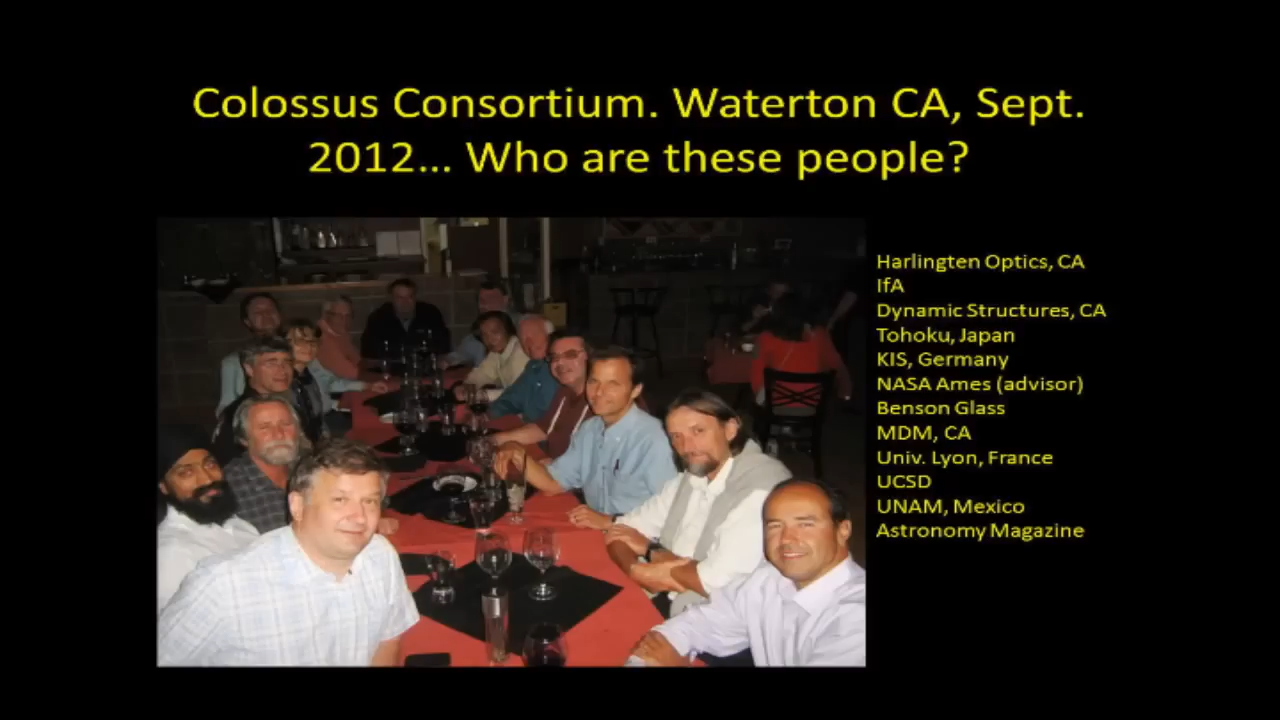 Colossus Consortium. Waterton CA, Sept.
2012... Who are these people?
Harlingten Optics, CA
IfA
Dynamic Structures, CA
Tohoku, Japan
KIS, Germany
NASA Ames (advisor)
Benson Glass
MDM, CA
Univ. Lyon, France
UCSD
UNAM, Mexico
Astronomy Magazine